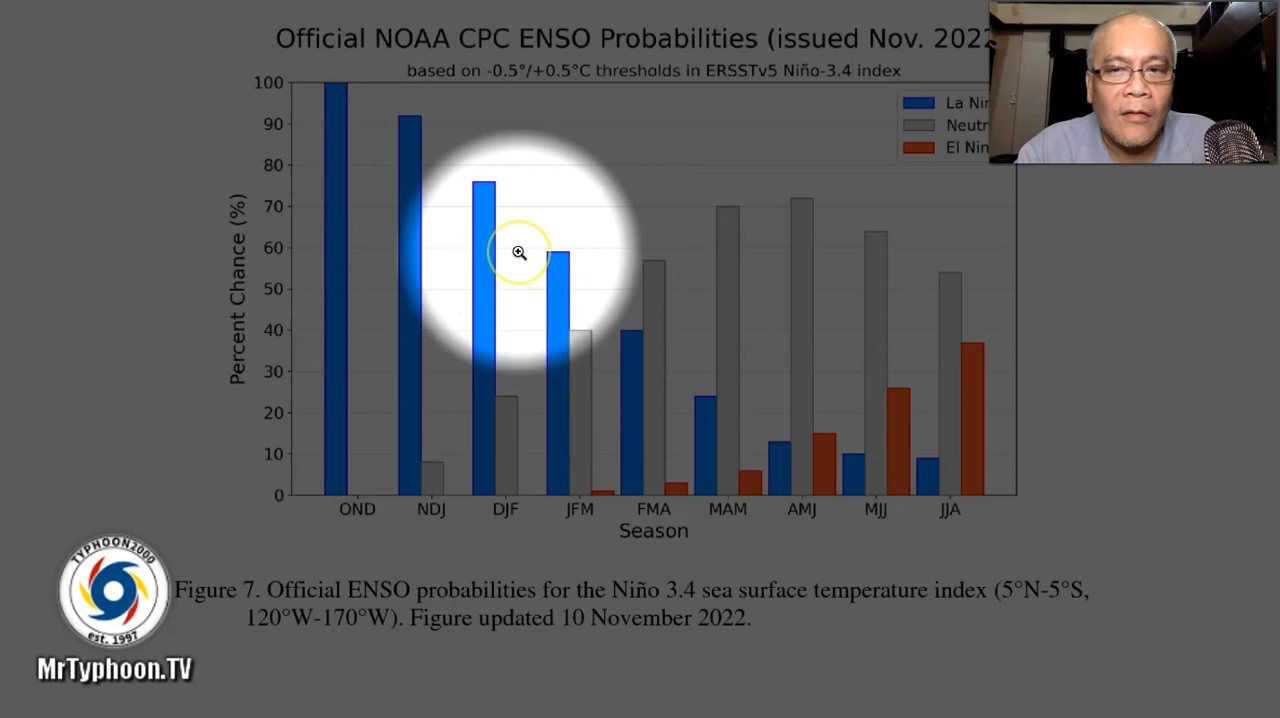 Official NOAA CPC ENSO Probabilities (issued Nov. 202
based on -0.5°/+0.5°C thresholds in ERSSTv5 Niño-3.4 index
La Niñ
Neutr
El Niñ
Percent Chance (%)
100
90
80
70
60
50
40
30
20
10
0
OND NDJ DJF JFM FMA MAM AMJ MJJ JJA
Season
Figure 7. Official ENSO probabilities for the Niño 3.4 sea surface temperature index (5°N-5°S,
120°W-170°W). Figure updated 10 November 2022.
TYPHOON2000
est. 1997
MrTyphoon.TV